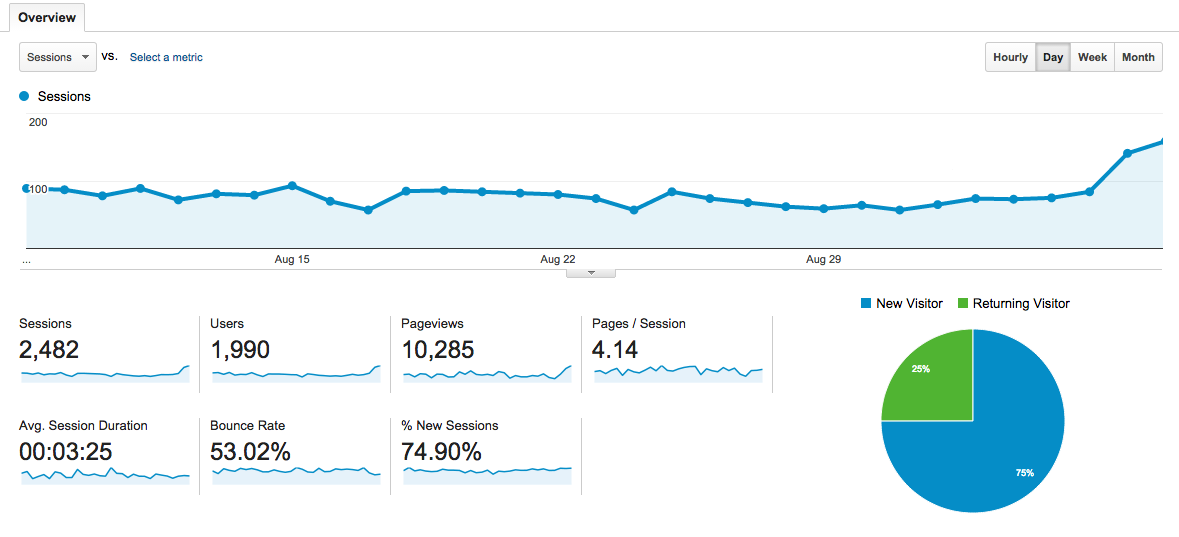 Overview
Sessions vs. Select a metric Hourly Day Week Month
Sessions
200
100
... Aug 15 Aug 22 Aug 29
New Visitor Returning Visitor
Sessions Users Pageviews Pages / Session
2,482 1,990 10,285 4.14
25%
Avg. Session Duration Bounce Rate % New Sessions
00:03:25 53.02% 74.90%
75%